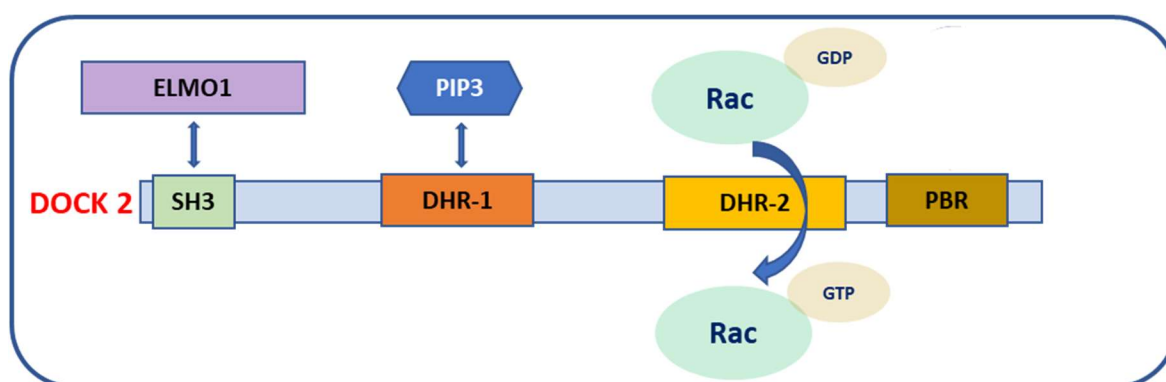 GDP
ELMO1
PIP3
Rac
DOCK 2
SH3
DHR-1
DHR-2
PBR
GTP
Rac